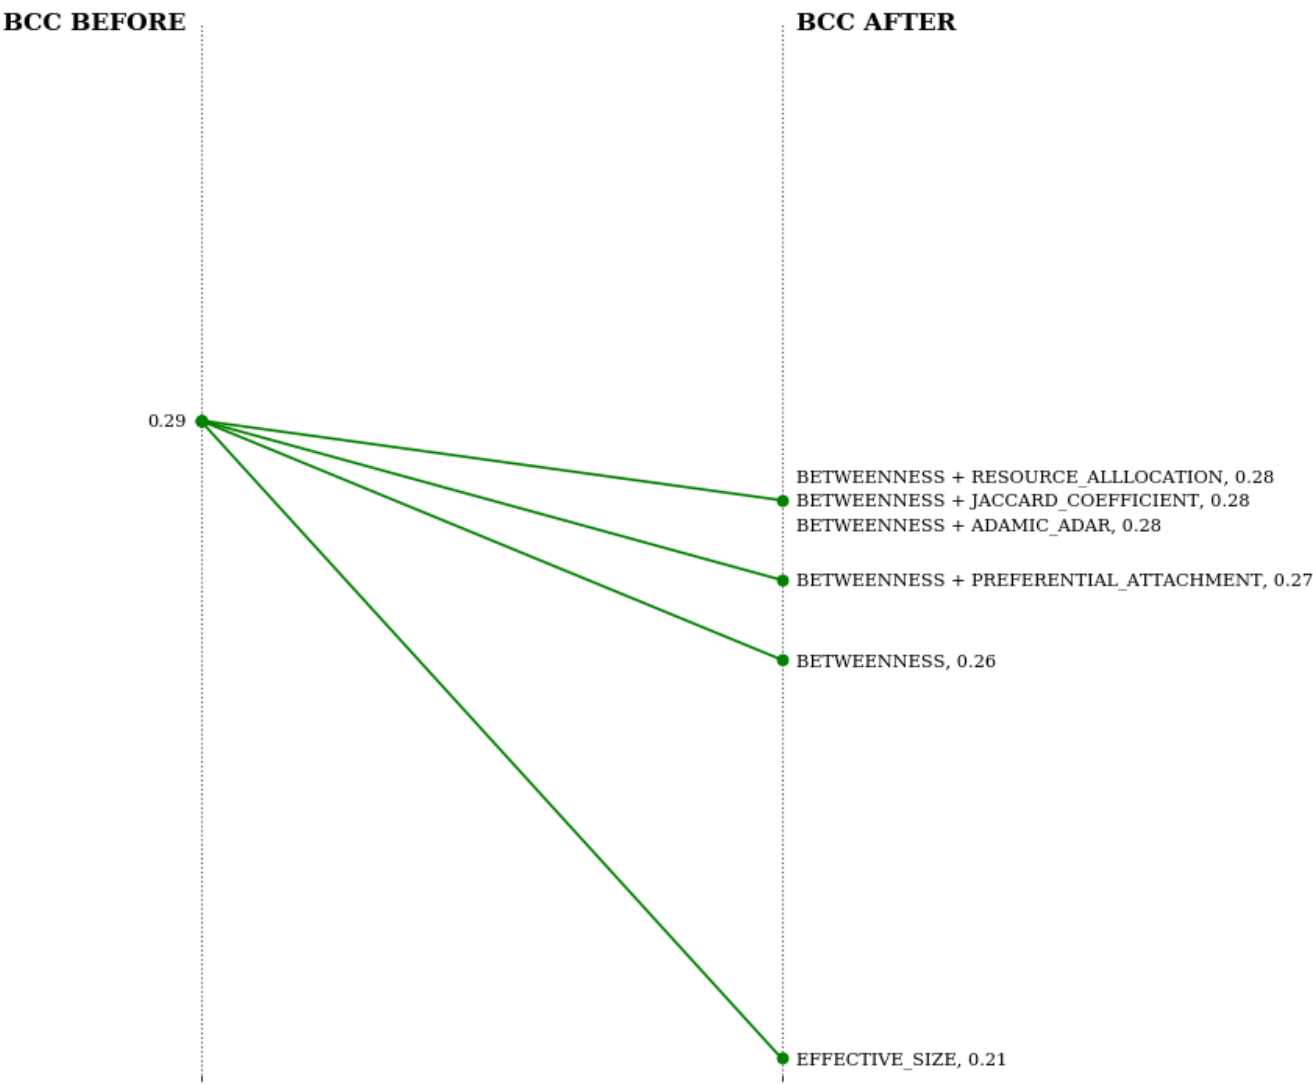 BCC BEFORE
BCC AFTER
0.29
BETWEENNESS + RESOURCE_ALLLOCATION, 0.28
BETWEENNESS + JACCARD_COEFFICIENT, 0.28
BETWEENNESS + ADAMIC_ADAR, 0.28
BETWEENNESS + PREFERENTIAL_ATTACHMENT, 0.27
BETWEENNESS, 0.26
EFFECTIVE_SIZE, 0.21